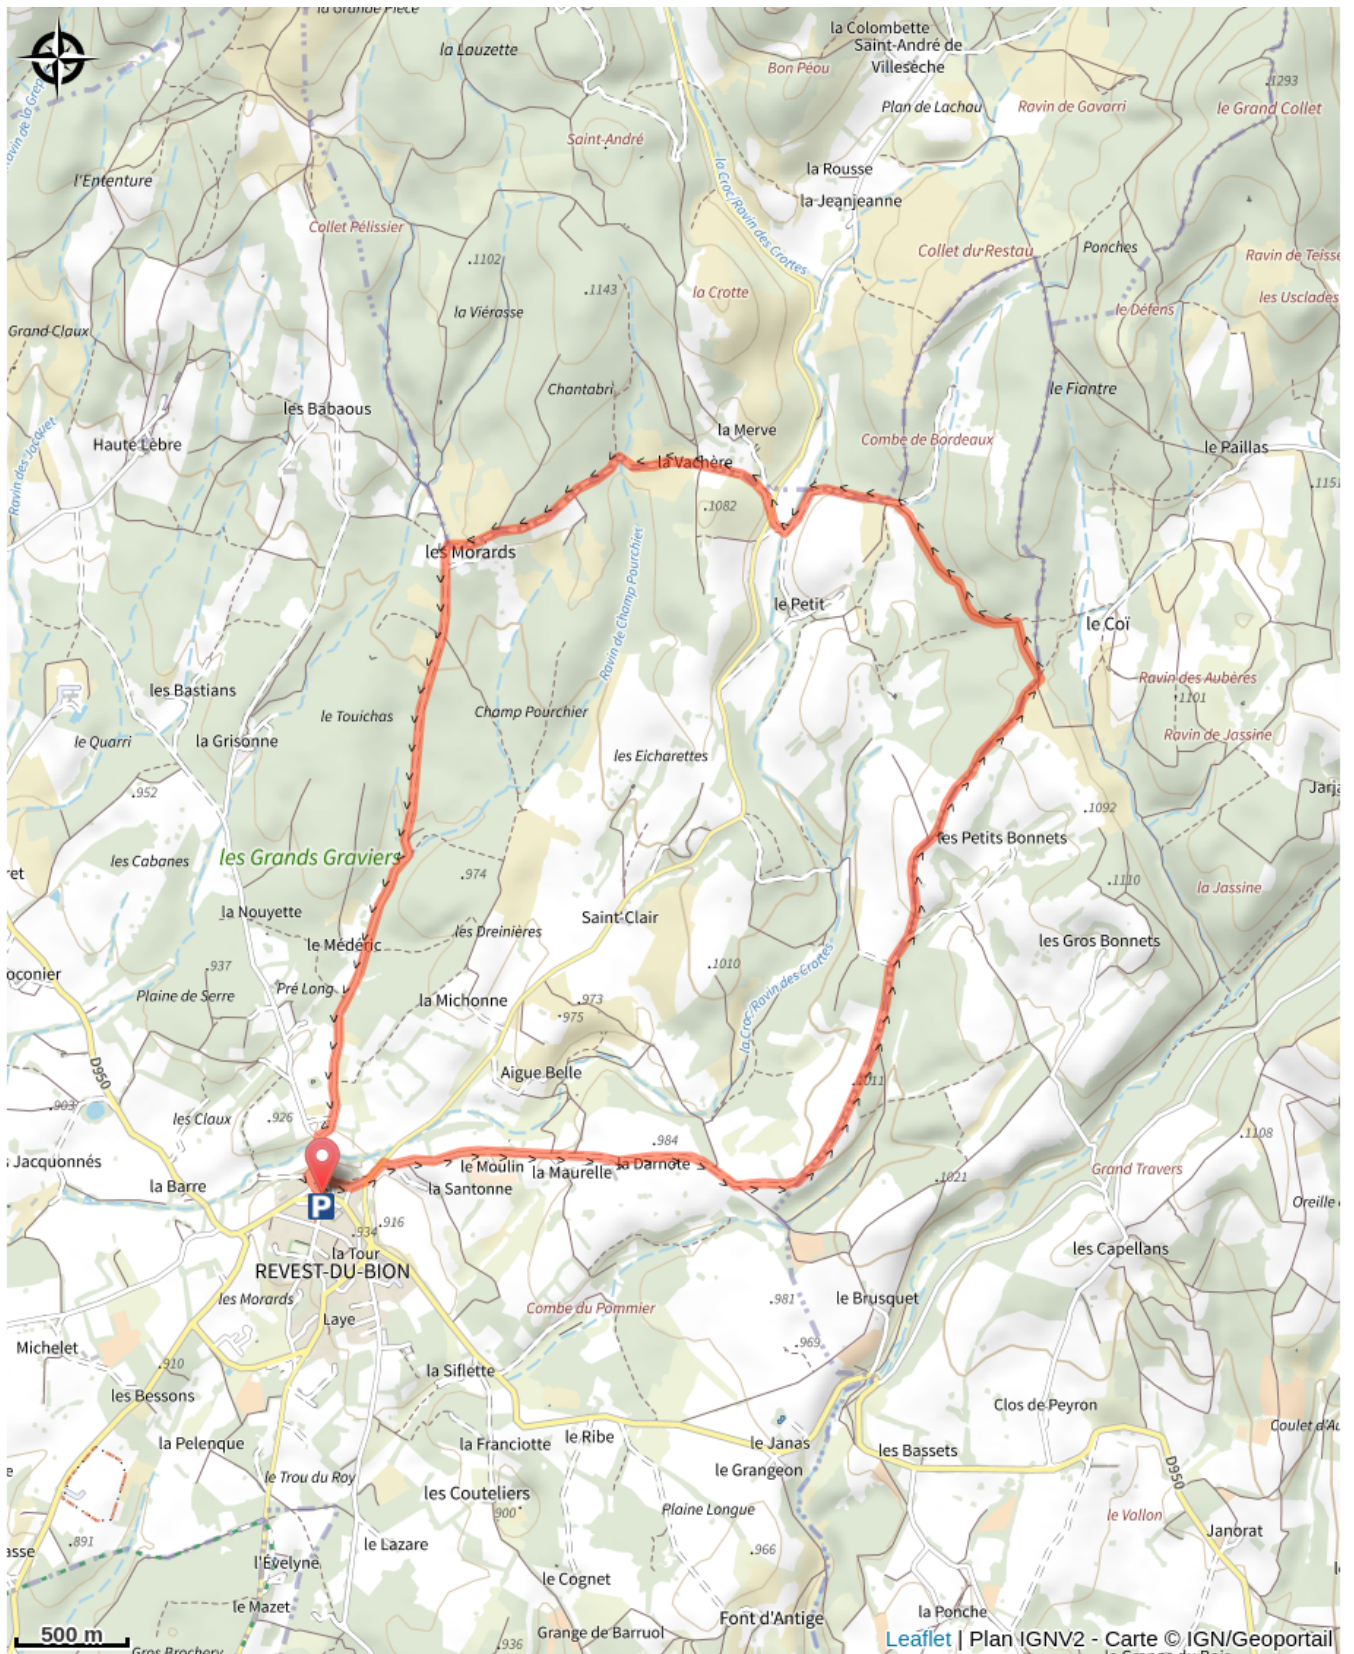 la Grande Pièce
la Colombette
la Lauzette
Saint-André de
Villesèche
Bon Péou
.1293
Plan de Lachau
Ravin de Gavarri
le Grand Collet
Saint-André
la Rousse
l'Ententure
la Jeanjeanne
la Croc/Ravin des Crottes
Collet Pélissier
Collet du Restau
Ponches
.1102
.1143
la Crotte
les Usclades
la Viérasse
le Défens
Grand-Claux
Chantabri
le Fiantre
les Babaous
la Merve
Haute Lèbre
Combe de Bordeaux
le Paillas
Ravin des Jacquet
la Vachère
.1082
les Morards
Ravin de Champ Pourchier
le Petit
le Coï
les Bastians
Ravin des Aubères
.1101
le Touichas
Champ Pourchier
le Quarri
la Grisonne
Ravin de Jassine
les Eicharettes
.952
.1092
les Petits Bonnets
les Cabanes
les Grands Graviers
.974
.1110
la Jassine
la Nouyette
Saint-Clair
le Médéric
les Dreinières
les Gros Bonnets
.937
.1010
Plaine de Serre
Pré Long
la Michonne
.973
.975
la Croc/Ravin des Crottes
D950
Aigue Belle
.1011
.903
les Claux
.926
.984
.1108
Jacquonnés
le Moulin
la Maurelle
la Darnote
Grand Travers
la Barre
la Santonne
.1021
P
.916
.934
la Tour
les Capellans
REVEST-DU-BION
les Morards
.981
le Brusquet
Combe du Pommier
Laye
Michelet
.969
.910
la Siflette
les Bessons
Clos de Peyron
la Pelenque
la Franciotte
le Ribe
le Janas
les Bassets
le Grangeon
le Trou du Roy
D950
les Couteliers
.900
Plaine Longue
le Vallon
Janorat
.891
le Lazare
.966
l'Évelyne
le Cognet
le Mazet
Font d'Antige
la Ponche
500 m
.936
Grange de Barruol
Leaflet | Plan IGNV2 - Carte © IGN/Geoportail
Gros Brochery